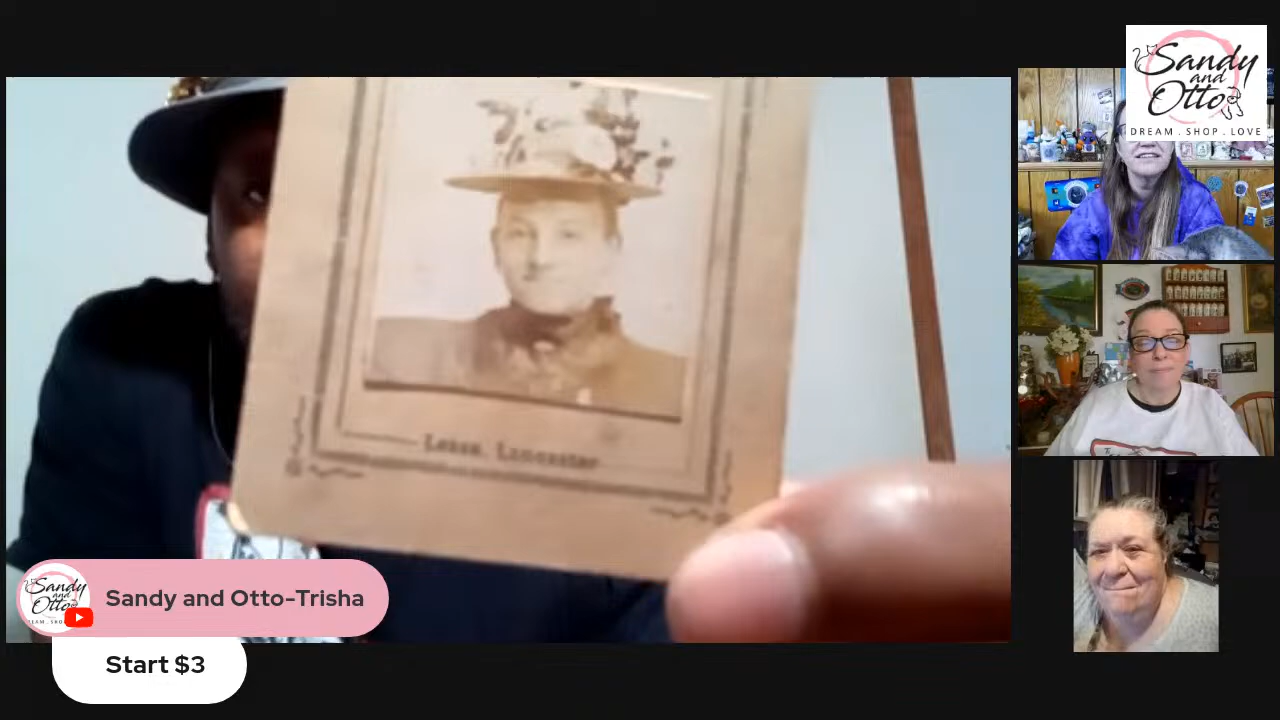 Sandy
and
Otto
DREAM . SHOP . LOVE
Lancaster
Sandy and Otto-Trisha
Start $3